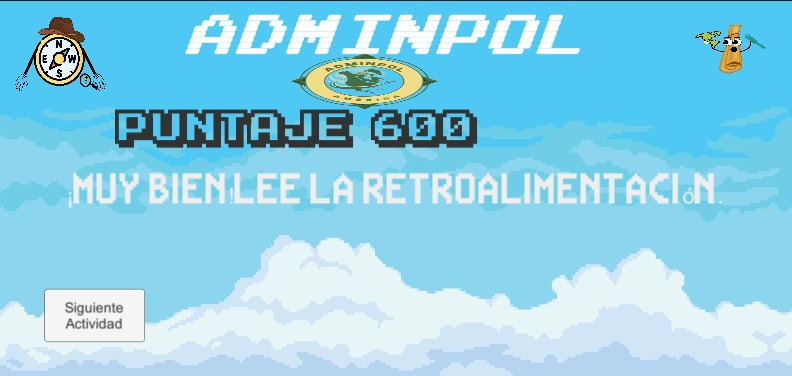 ADMINPOL
N
E W
S
ADMINPOL
AMÉRICA
PUNTAJE 600
¡MUY BIEN!LEE LA RETROALIMENTACIóN.
Siguiente
Actividad